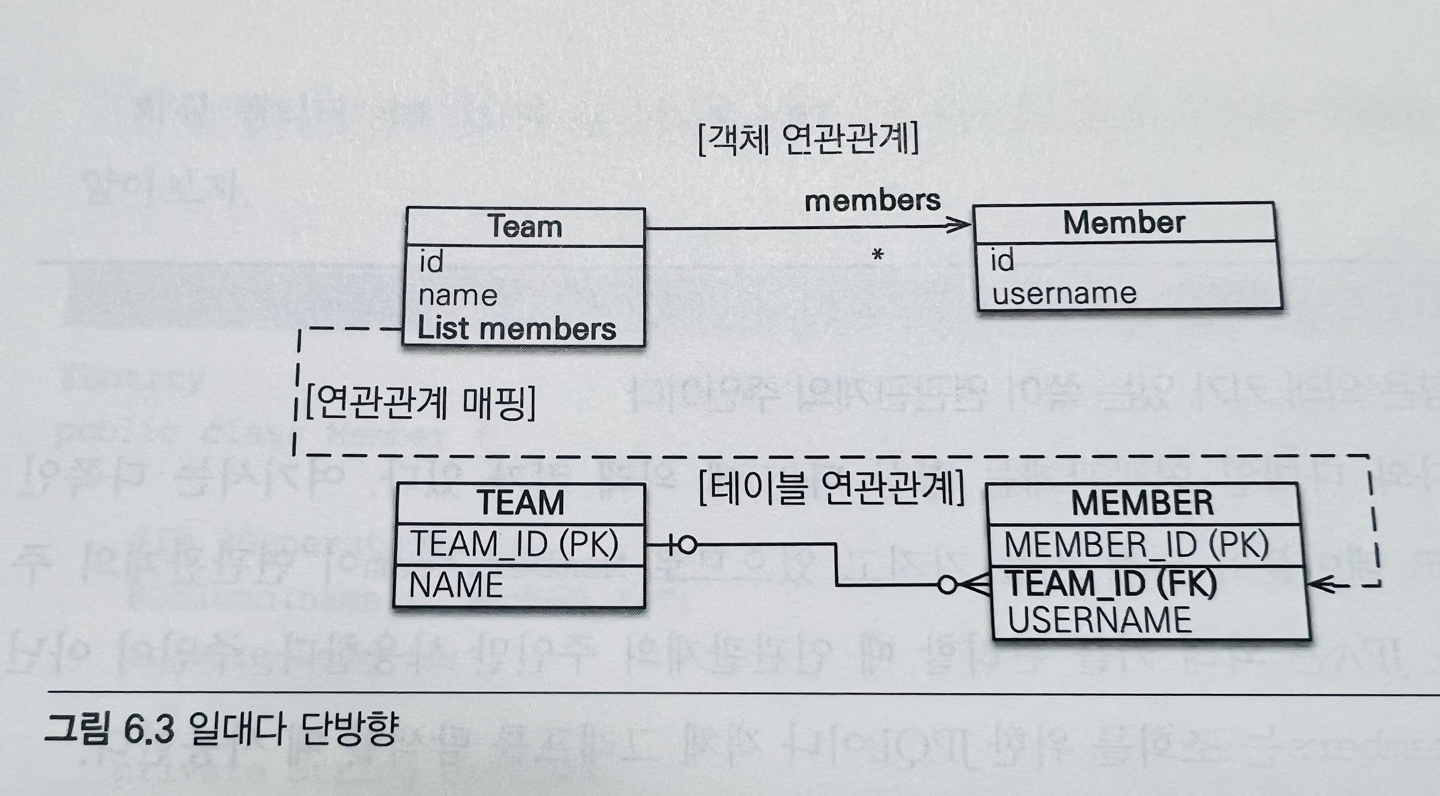 [객체 연관관계]
members
Team
Member
*
id
name
List members
id
username
[연관관계 매핑]
[테이블 연관관계]
TEAM
TEAM_ID (PK)
NAME
MEMBER
MEMBER_ID (PK)
TEAM_ID (FK)
USERNAME
그림 6.3 일대다 단방향